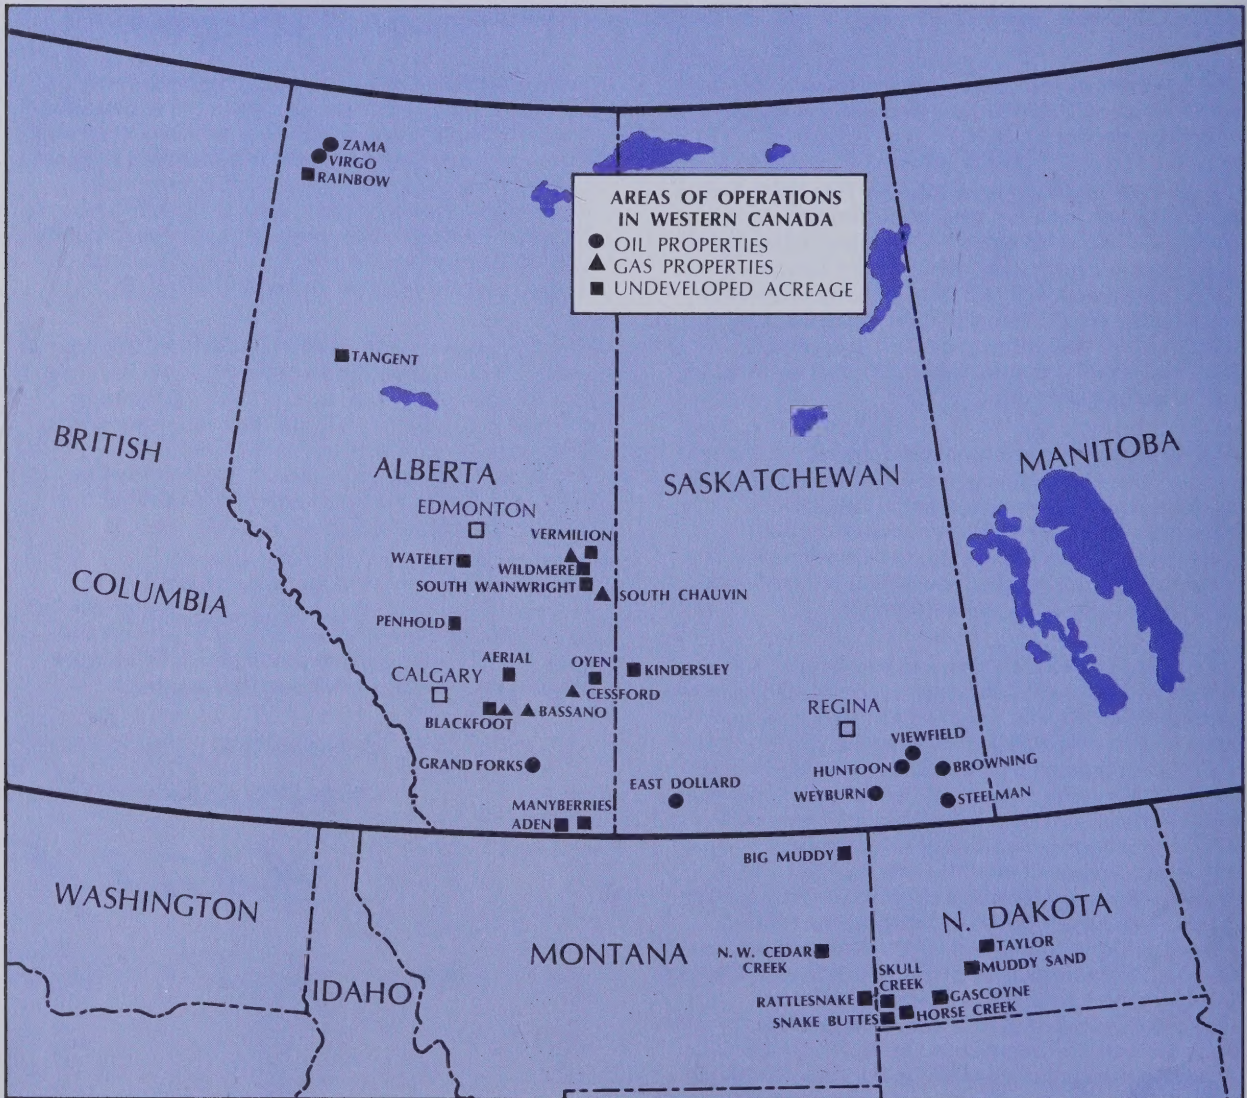 ZAMA
VIRGO
RAINBOW
AREAS OF OPERATIONS
IN WESTERN CANADA
OIL PROPERTIES
GAS PROPERTIES
UNDEVELOPED ACREAGE
TANGENT
BRITISH
COLUMBIA
ALBERTA
SASKATCHEWAN
MANITOBA
EDMONTON
VERMILION
WATELET
WILDMERE
SOUTH WAINWRIGHT
SOUTH CHAUVIN
PENHOLD
AERIAL
OYEN
KINDERSLEY
CALGARY
CESSFORD
BLACKFOOT
BASSANO
REGINA
VIEWFIELD
GRAND FORKS
HUNTOON
BROWNING
EAST DOLLARD
WEYBURN
STEELMAN
MANYBERRIES
ADEN
BIG MUDDY
WASHINGTON
N. DAKOTA
MONTANA
N.W. CEDAR
CREEK
TAYLOR
MUDDY SAND
SKULL
CREEK
IDAHO
RATTLESNAKE
GASCOYNE
SNAKE BUTTES
HORSE CREEK